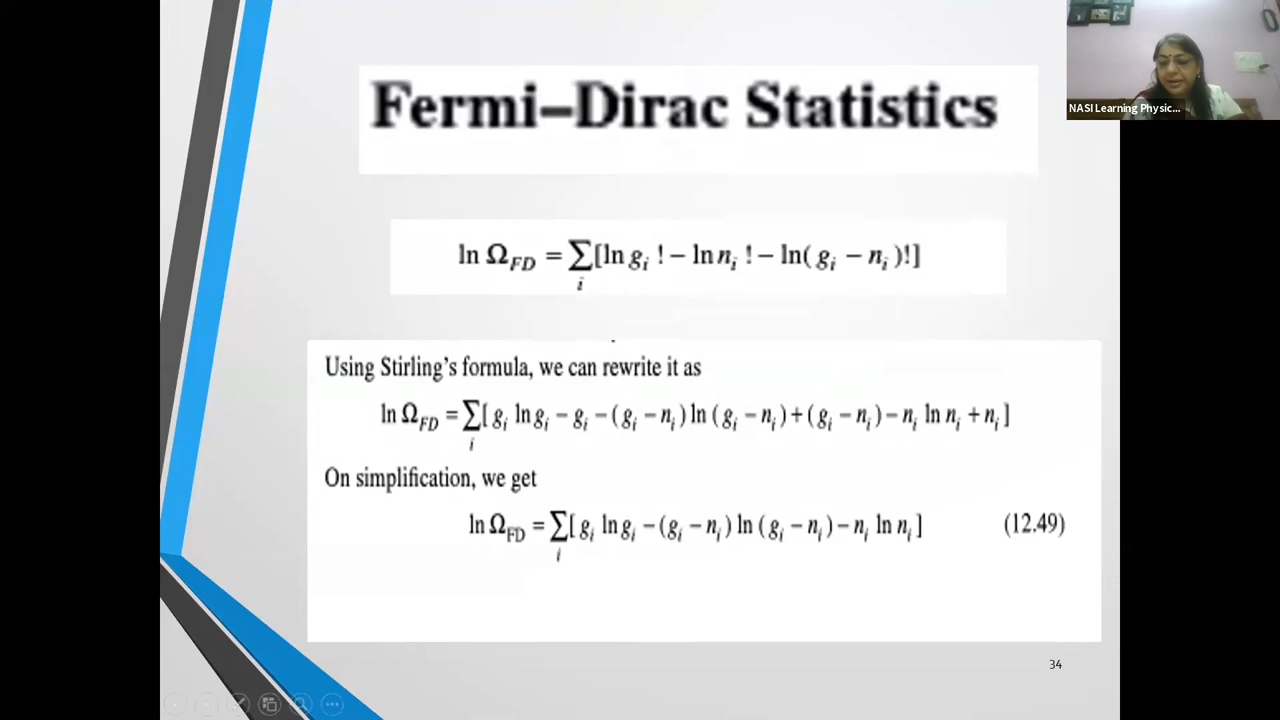 NASI Learning Physic...
Fermi–Dirac Statistics
ln Ω_FD = ∑_i [ln g_i ! − ln n_i ! − ln( g_i − n_i )!]
Using Stirling's formula, we can rewrite it as
ln Ω_FD = ∑_i [ g_i ln g_i − g_i − ( g_i − n_i ) ln ( g_i − n_i ) + ( g_i − n_i ) − n_i ln n_i + n_i ]
On simplification, we get
ln Ω_FD = ∑_i [ g_i ln g_i − ( g_i − n_i ) ln ( g_i − n_i ) − n_i ln n_i ] (12.49)
34